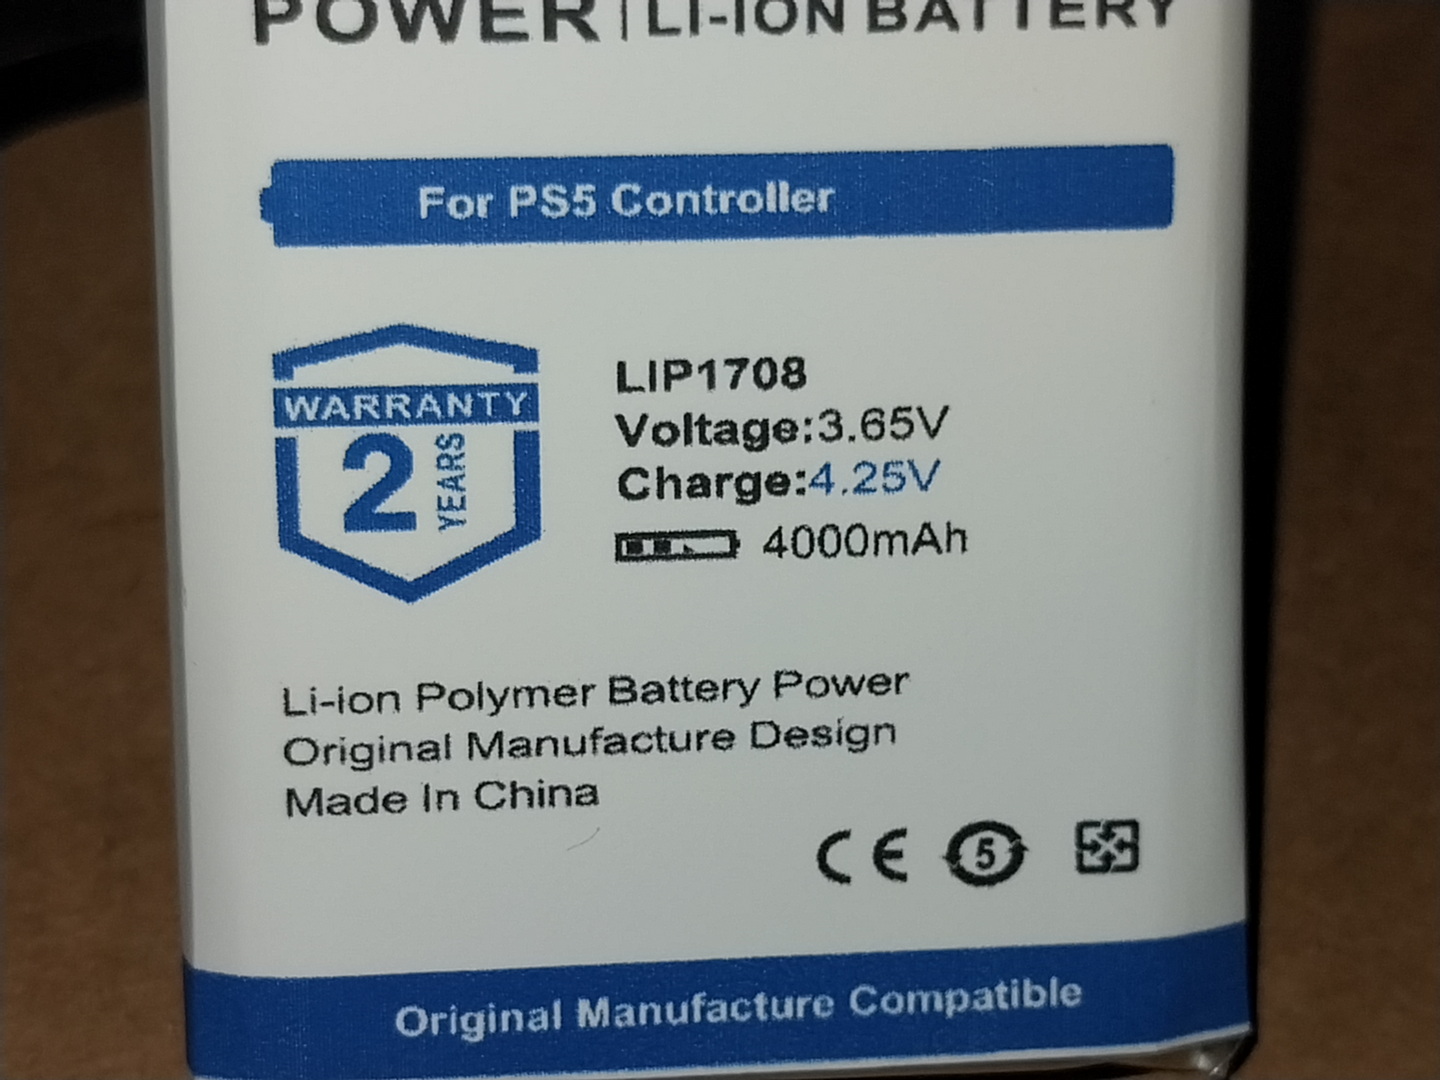 POWER | LI-ION BATTERY
For PS5 Controller
WARRANTY
2 YEARS
LIP1708
Voltage:3.65V
Charge:4.25V
4000mAh
Li-ion Polymer Battery Power
Original Manufacture Design
Made In China
CE 5
Original Manufacture Compatible